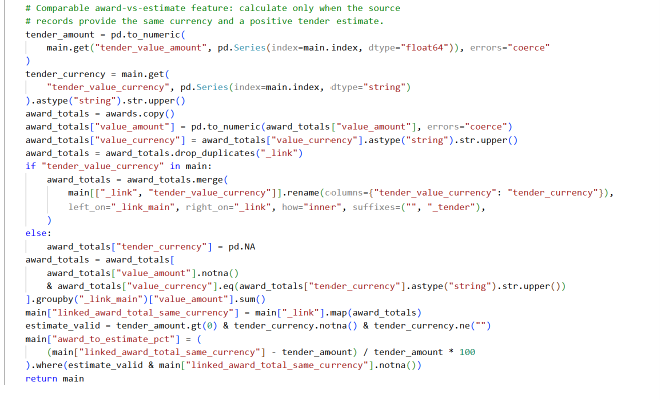 # Comparable award-vs-estimate feature: calculate only when the source
# records provide the same currency and a positive tender estimate.
tender_amount = pd.to_numeric(
main.get("tender_value_amount", pd.Series(index=main.index, dtype="float64")), errors="coerce"
)
tender_currency = main.get(
"tender_value_currency", pd.Series(index=main.index, dtype="string")
).astype("string").str.upper()
award_totals = awards.copy()
award_totals["value_amount"] = pd.to_numeric(award_totals["value_amount"], errors="coerce")
award_totals["value_currency"] = award_totals["value_currency"].astype("string").str.upper()
award_totals = award_totals.drop_duplicates("_link")
if "tender_value_currency" in main:
award_totals = award_totals.merge(
main[["_link", "tender_value_currency"]].rename(columns={"tender_value_currency": "tender_currency"}),
left_on="_link_main", right_on="_link", how="inner", suffixes=("", "_tender"),
)
else:
award_totals["tender_currency"] = pd.NA
award_totals = award_totals[
award_totals["value_amount"].notna()
& award_totals["value_currency"].eq(award_totals["tender_currency"].astype("string").str.upper())
].groupby("_link_main")["value_amount"].sum()
main["linked_award_total_same_currency"] = main["_link"].map(award_totals)
estimate_valid = tender_amount.gt(0) & tender_currency.notna() & tender_currency.ne("")
main["award_to_estimate_pct"] = (
(main["linked_award_total_same_currency"] - tender_amount) / tender_amount * 100
).where(estimate_valid & main["linked_award_total_same_currency"].notna())
return main